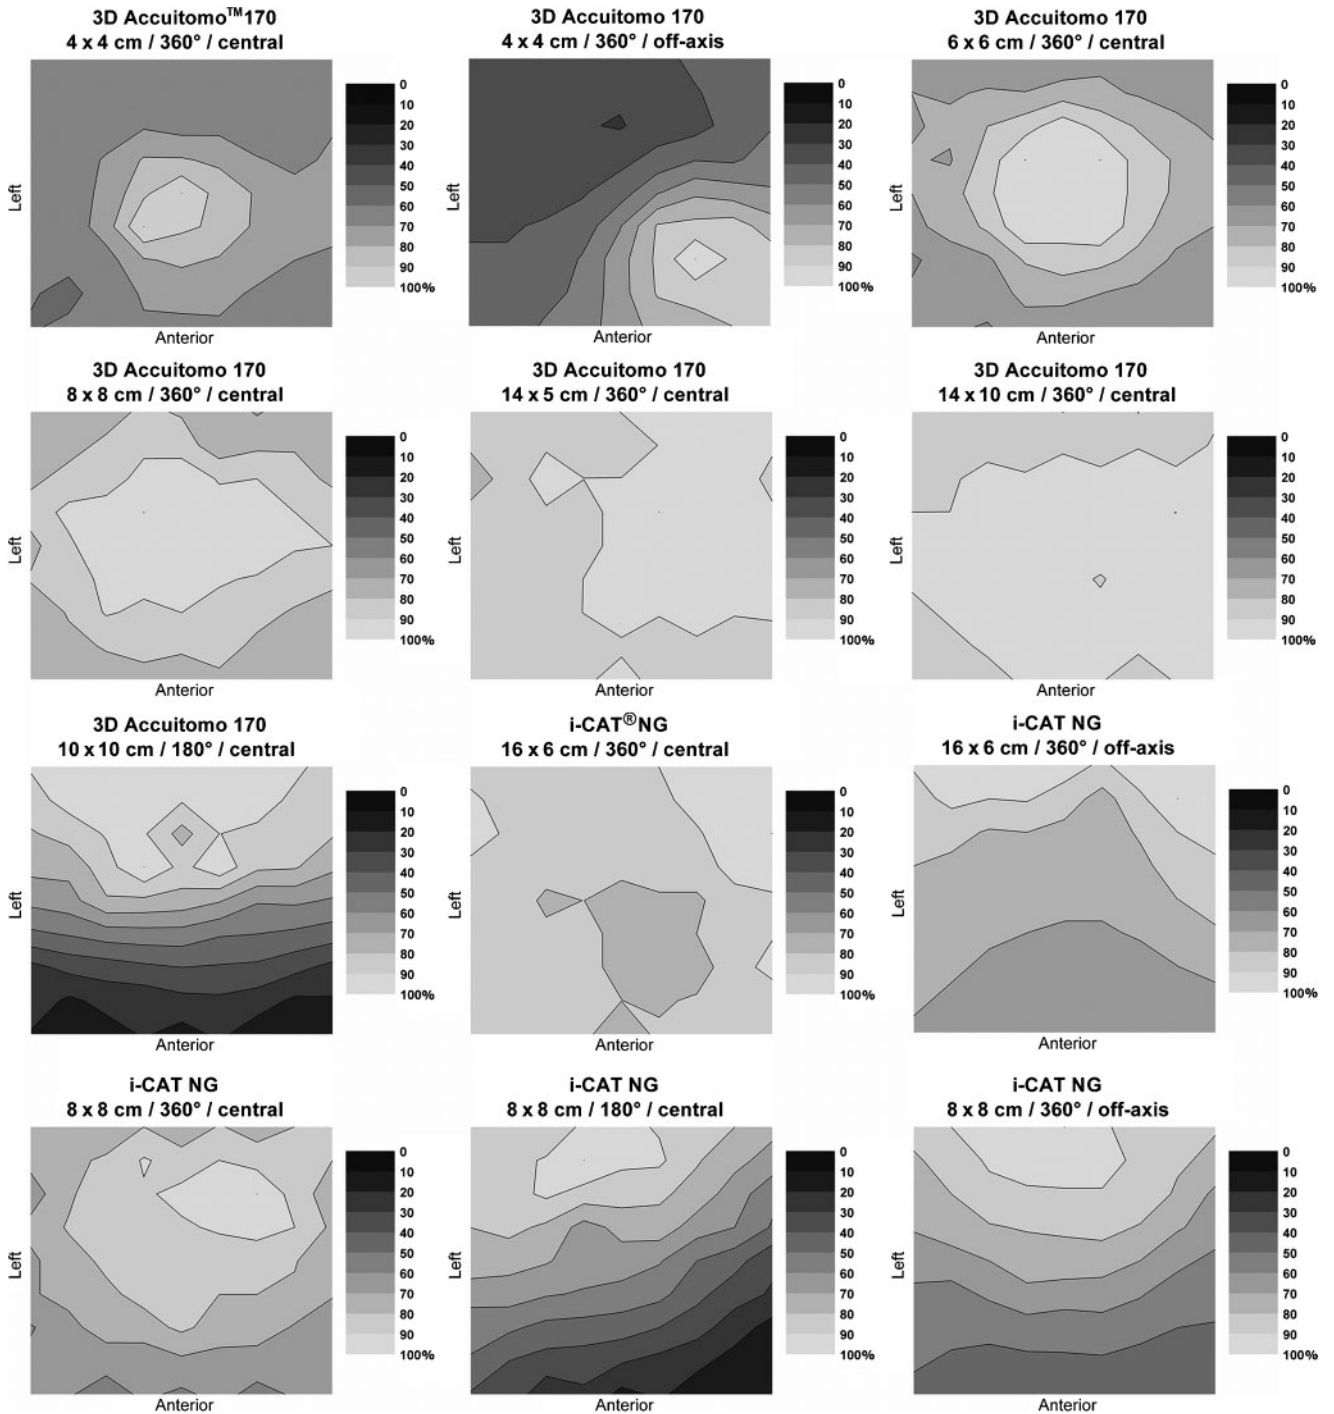 3D Accuitomo™170
4 x 4 cm / 360° / central
0
10
20
30
40
50
60
70
80
90
100%
Left
Anterior
3D Accuitomo 170
4 x 4 cm / 360° / off-axis
0
10
20
30
40
50
60
70
80
90
100%
Left
Anterior
3D Accuitomo 170
6 x 6 cm / 360° / central
0
10
20
30
40
50
60
70
80
90
100%
Left
Anterior
3D Accuitomo 170
8 x 8 cm / 360° / central
0
10
20
30
40
50
60
70
80
90
100%
Left
Anterior
3D Accuitomo 170
14 x 5 cm / 360° / central
0
10
20
30
40
50
60
70
80
90
100%
Left
Anterior
3D Accuitomo 170
14 x 10 cm / 360° / central
0
10
20
30
40
50
60
70
80
90
100%
Left
Anterior
3D Accuitomo 170
10 x 10 cm / 180° / central
0
10
20
30
40
50
60
70
80
90
100%
Left
Anterior
i-CAT®NG
16 x 6 cm / 360° / central
0
10
20
30
40
50
60
70
80
90
100%
Left
Anterior
i-CAT NG
16 x 6 cm / 360° / off-axis
0
10
20
30
40
50
60
70
80
90
100%
Left
Anterior
i-CAT NG
8 x 8 cm / 360° / central
0
10
20
30
40
50
60
70
80
90
100%
Left
Anterior
i-CAT NG
8 x 8 cm / 180° / central
0
10
20
30
40
50
60
70
80
90
100%
Left
Anterior
i-CAT NG
8 x 8 cm / 360° / off-axis
0
10
20
30
40
50
60
70
80
90
100%
Left
Anterior